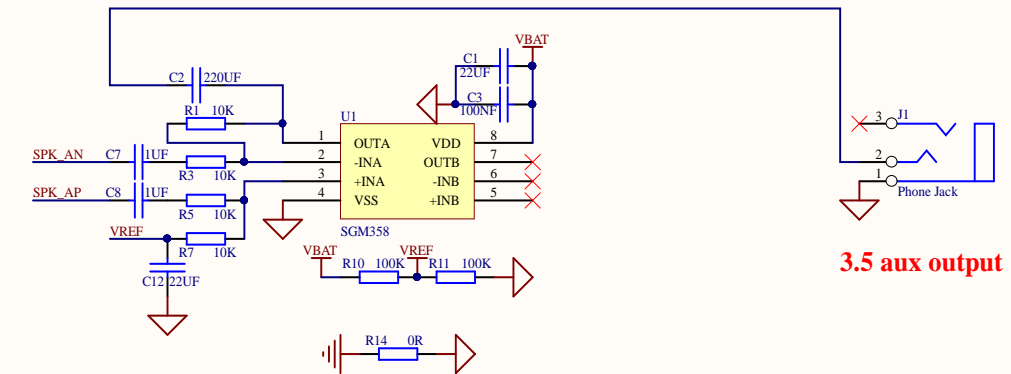 VBAT
C1
22UF
C2 220UF
C3
100NF
R1 10K
U1
3 J1
1 OUTA VDD 8
SPK_AN C7 1UF 2 -INA OUTB 7
R3 10K
2
3 +INA -INB 6
1
SPK_AP C8 1UF 4 VSS +INB 5
Phone Jack
R5 10K
VREF
SGM358
R7 10K
VBAT VREF
3.5 aux output
R10 100K R11 100K
C12 22UF
R14 0R